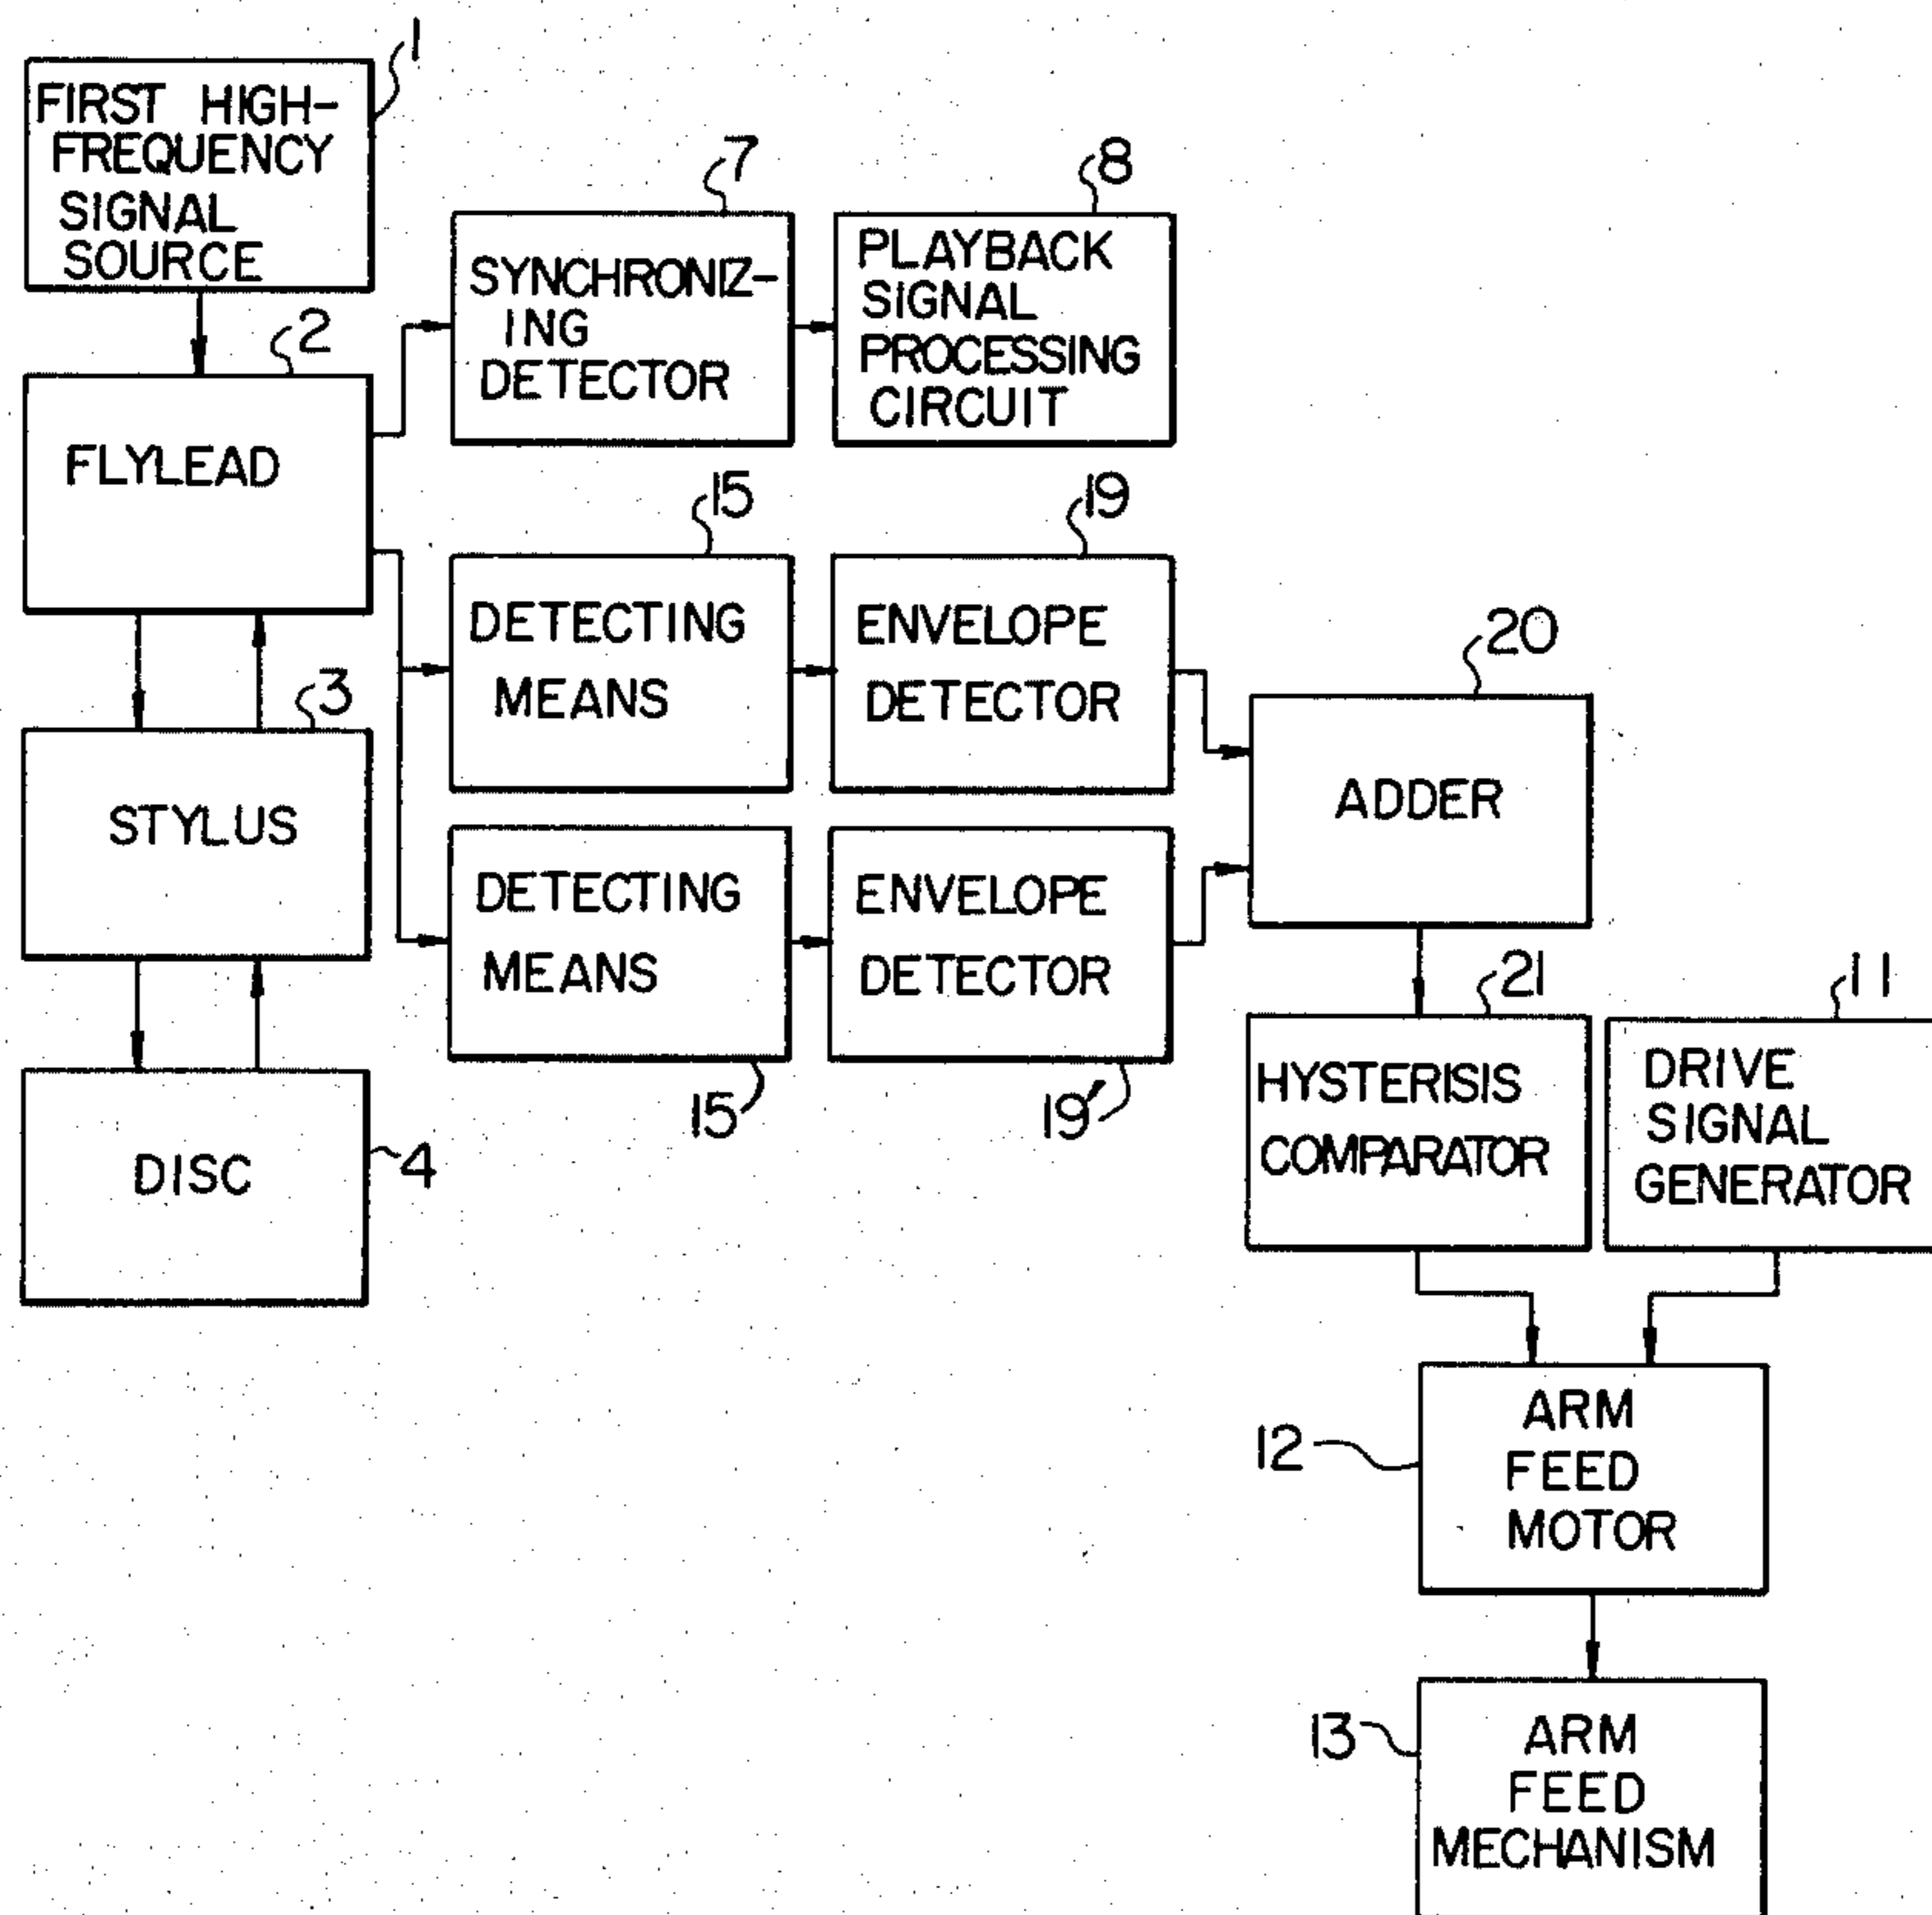 1
FIRST HIGH-
FREQUENCY
SIGNAL
SOURCE
2
FLYLEAD
3
STYLUS
4
DISC
7
SYNCHRONIZ-
ING
DETECTOR
8
PLAYBACK
SIGNAL
PROCESSING
CIRCUIT
15
DETECTING
MEANS
19
ENVELOPE
DETECTOR
DETECTING
MEANS
15
ENVELOPE
DETECTOR
19'
20
ADDER
21
HYSTERISIS
COMPARATOR
11
DRIVE
SIGNAL
GENERATOR
12
ARM
FEED
MOTOR
13
ARM
FEED
MECHANISM